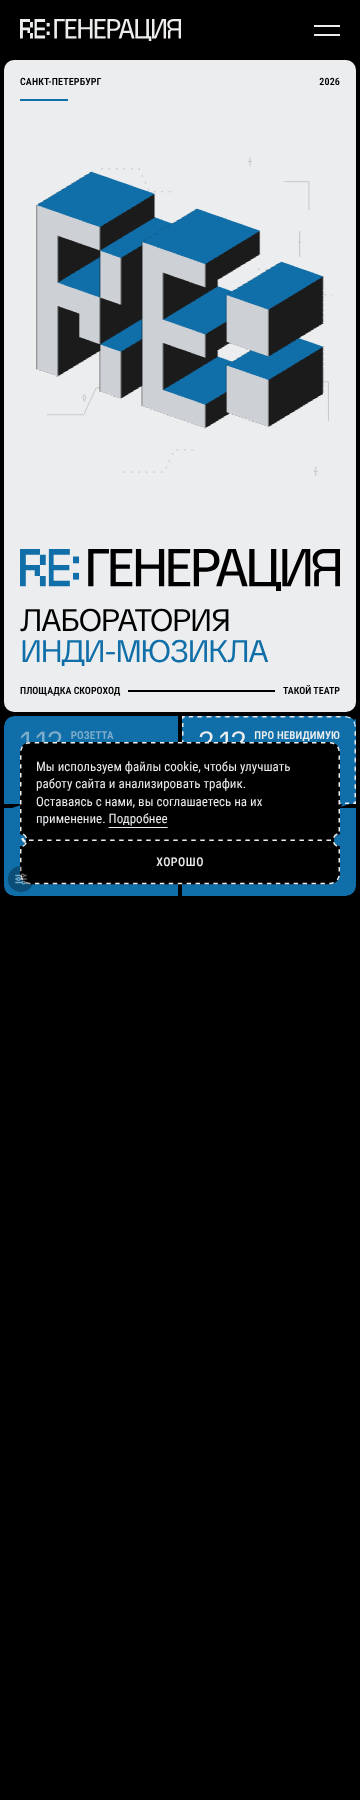 RE:ГЕНЕРАЦИЯ
САНКТ-ПЕТЕРБУРГ
2026
RE:ГЕНЕРАЦИЯ
ЛАБОРАТОРИЯ
ИНДИ-МЮЗИКЛА
ПЛОЩАДКА СКОРОХОД
ТАКОЙ ТЕАТР
РОЗЕТТА
ПРО НЕВИДИМУЮ
Мы используем файлы cookie, чтобы улучшать
работу сайта и анализировать трафик.
Оставаясь с нами, вы соглашаетесь на их
применение. Подробнее
ХОРОШО